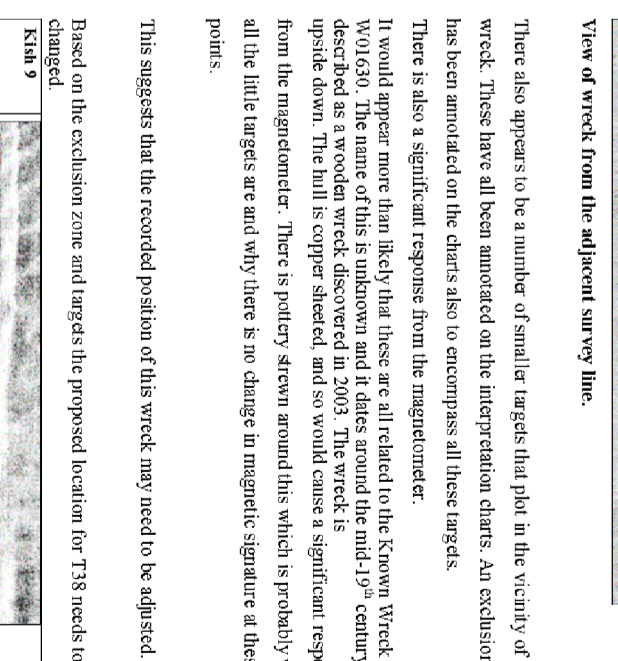 View of wreck from the adjacent survey line.
There also appears to be a number of smaller targets that plot in the vicinity of
wreck. These have all been annotated on the interpretation charts. An exclusion
has been annotated on the charts also to encompass all these targets.
There is also a significant response from the magnetometer.
It would appear more than likely that these are all related to the Known Wreck
W01630. The name of this is unknown and it dates around the mid-19th century
described as a wooden wreck discovered in 2003. The wreck is
upside down. The hull is copper sheeted, and so would cause a significant resp
from the magnetometer. There is pottery strewn around this which is probably
all the little targets are and why there is no change in magnetic signature at thes
points.
This suggests that the recorded position of this wreck may need to be adjusted.
Based on the exclusion zone and targets the proposed location for T38 needs to
changed.
Kish 9